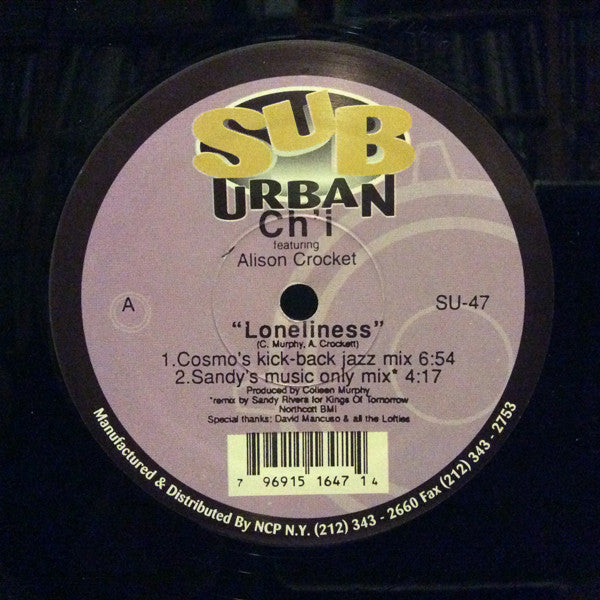 SUB
URBAN
Ch'i
featuring
Alison Crocket
A
SU-47
"Loneliness"
(C. Murphy, A. Crockett)
1.Cosmo's kick-back jazz mix 6:54
2.Sandy's music only mix* 4:17
Produced by Colleen Murphy
*remix by Sandy Rivera for Kings Of Tomorrow
Northcott BMI
Special thanks: David Mancuso & all the Lofties
7 96915 1647 1 4
Manufactured & Distributed By NCP N.Y. (212) 343 - 2660 Fax (212) 343 - 2753